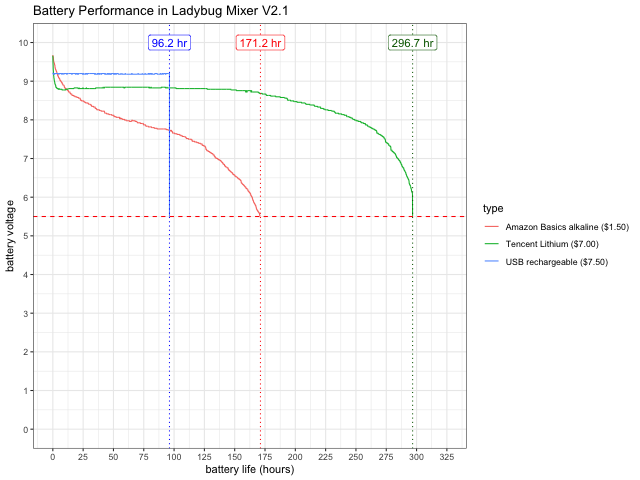 Battery Performance in Ladybug Mixer V2.1
96.2 hr 171.2 hr 296.7 hr
10
9
8
7
6
5
4
3
2
1
0
battery voltage
0 25 50 75 100 125 150 175 200 225 250 275 300 325
battery life (hours)
type
Amazon Basics alkaline ($1.50)
Tencent Lithium ($7.00)
USB rechargeable ($7.50)